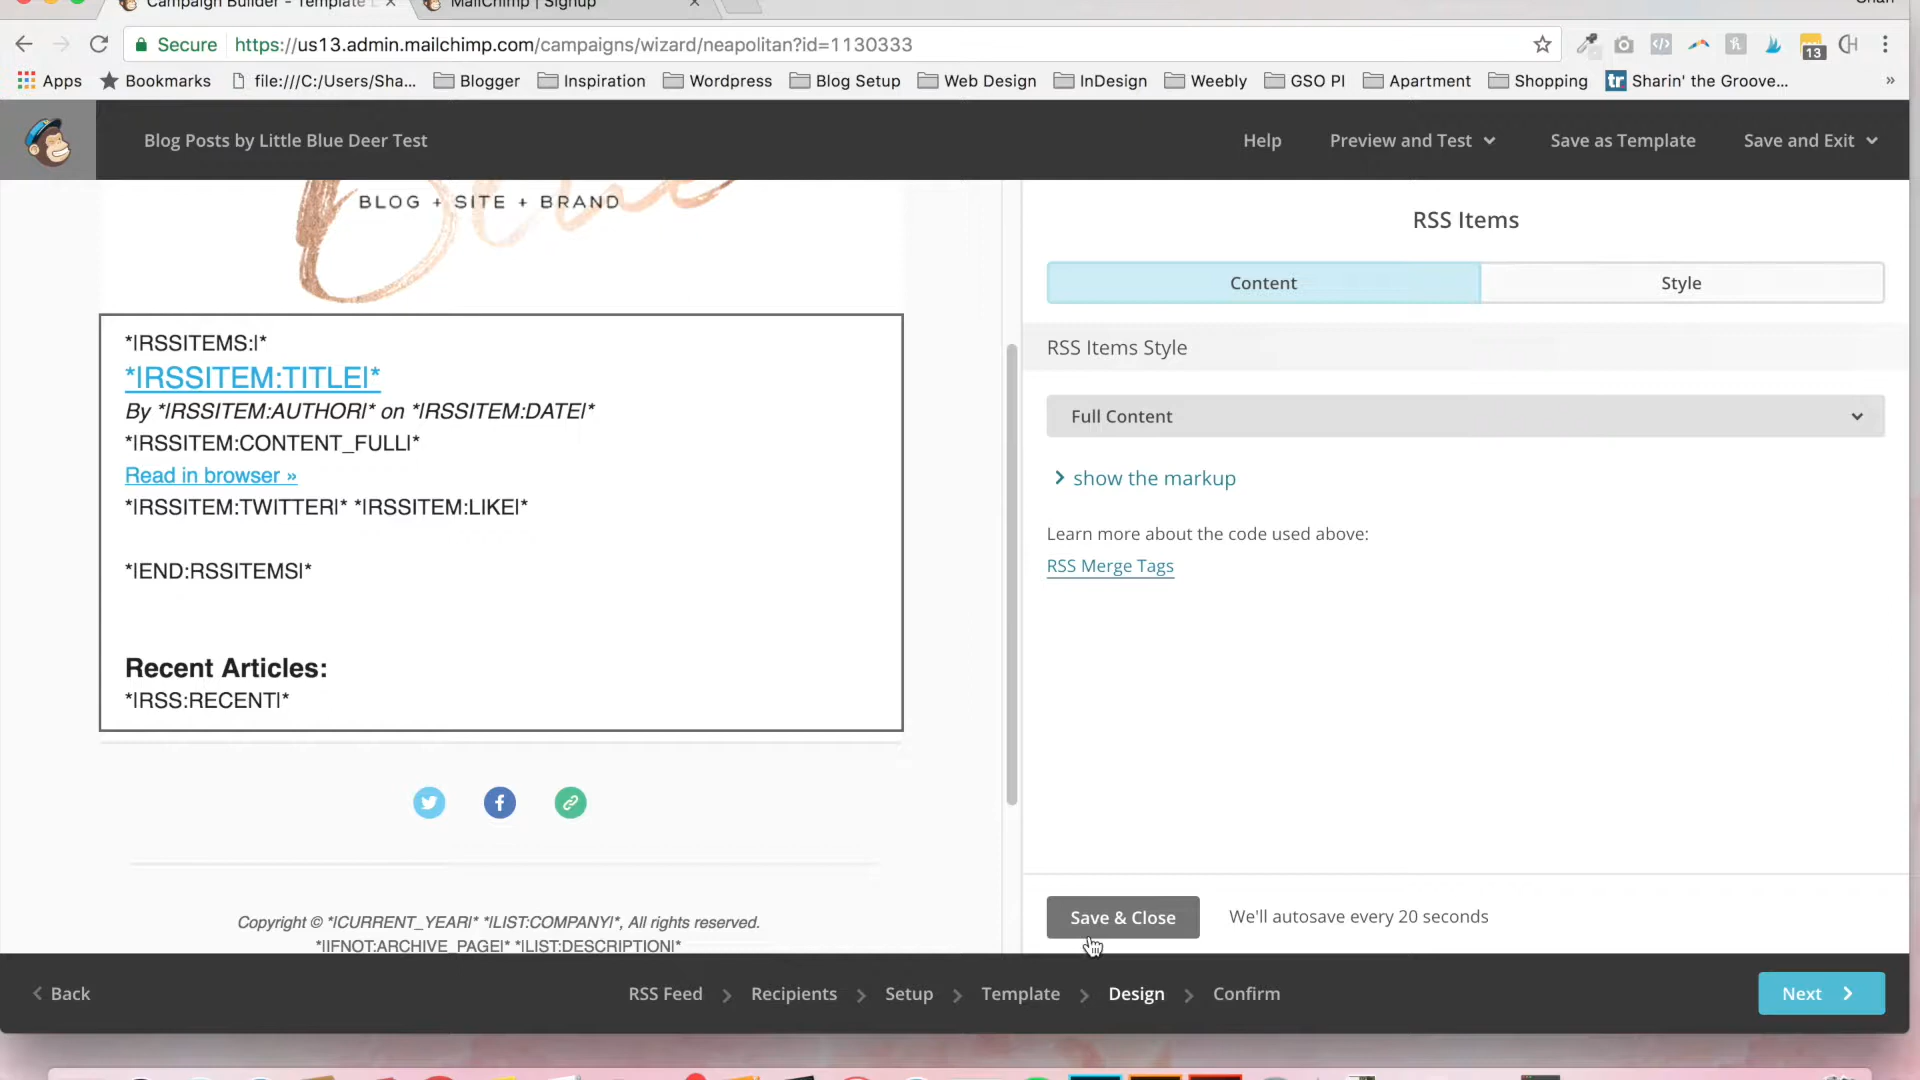 Campaign Builder - Template E
MailChimp | Signup
Shan
Secure
https://us13.admin.mailchimp.com/campaigns/wizard/neapolitan?id=1130333
13
Apps
Bookmarks
file:///C:/Users/Sha...
Blogger
Inspiration
Wordpress
Blog Setup
Web Design
InDesign
Weebly
GSO PI
Apartment
Shopping
tr
Sharin' the Groove...
»
Blog Posts by Little Blue Deer Test
Help
Preview and Test
Save as Template
Save and Exit
Blue
BLOG + SITE + BRAND
*|RSSITEMS:|*
*|RSSITEM:TITLE|*
By *|RSSITEM:AUTHOR|* on *|RSSITEM:DATE|*
*|RSSITEM:CONTENT_FULL|*
Read in browser »
*|RSSITEM:TWITTER|* *|RSSITEM:LIKE|*
*|END:RSSITEMS|*
Recent Articles:
*|RSS:RECENT|*
Copyright © *|CURRENT_YEAR|* *|LIST:COMPANY|*, All rights reserved.
*|IFNOT:ARCHIVE_PAGE|* *|LIST:DESCRIPTION|*
RSS Items
Content
Style
RSS Items Style
Full Content
show the markup
Learn more about the code used above:
RSS Merge Tags
Save & Close
We'll autosave every 20 seconds
Back
RSS Feed
Recipients
Setup
Template
Design
Confirm
Next